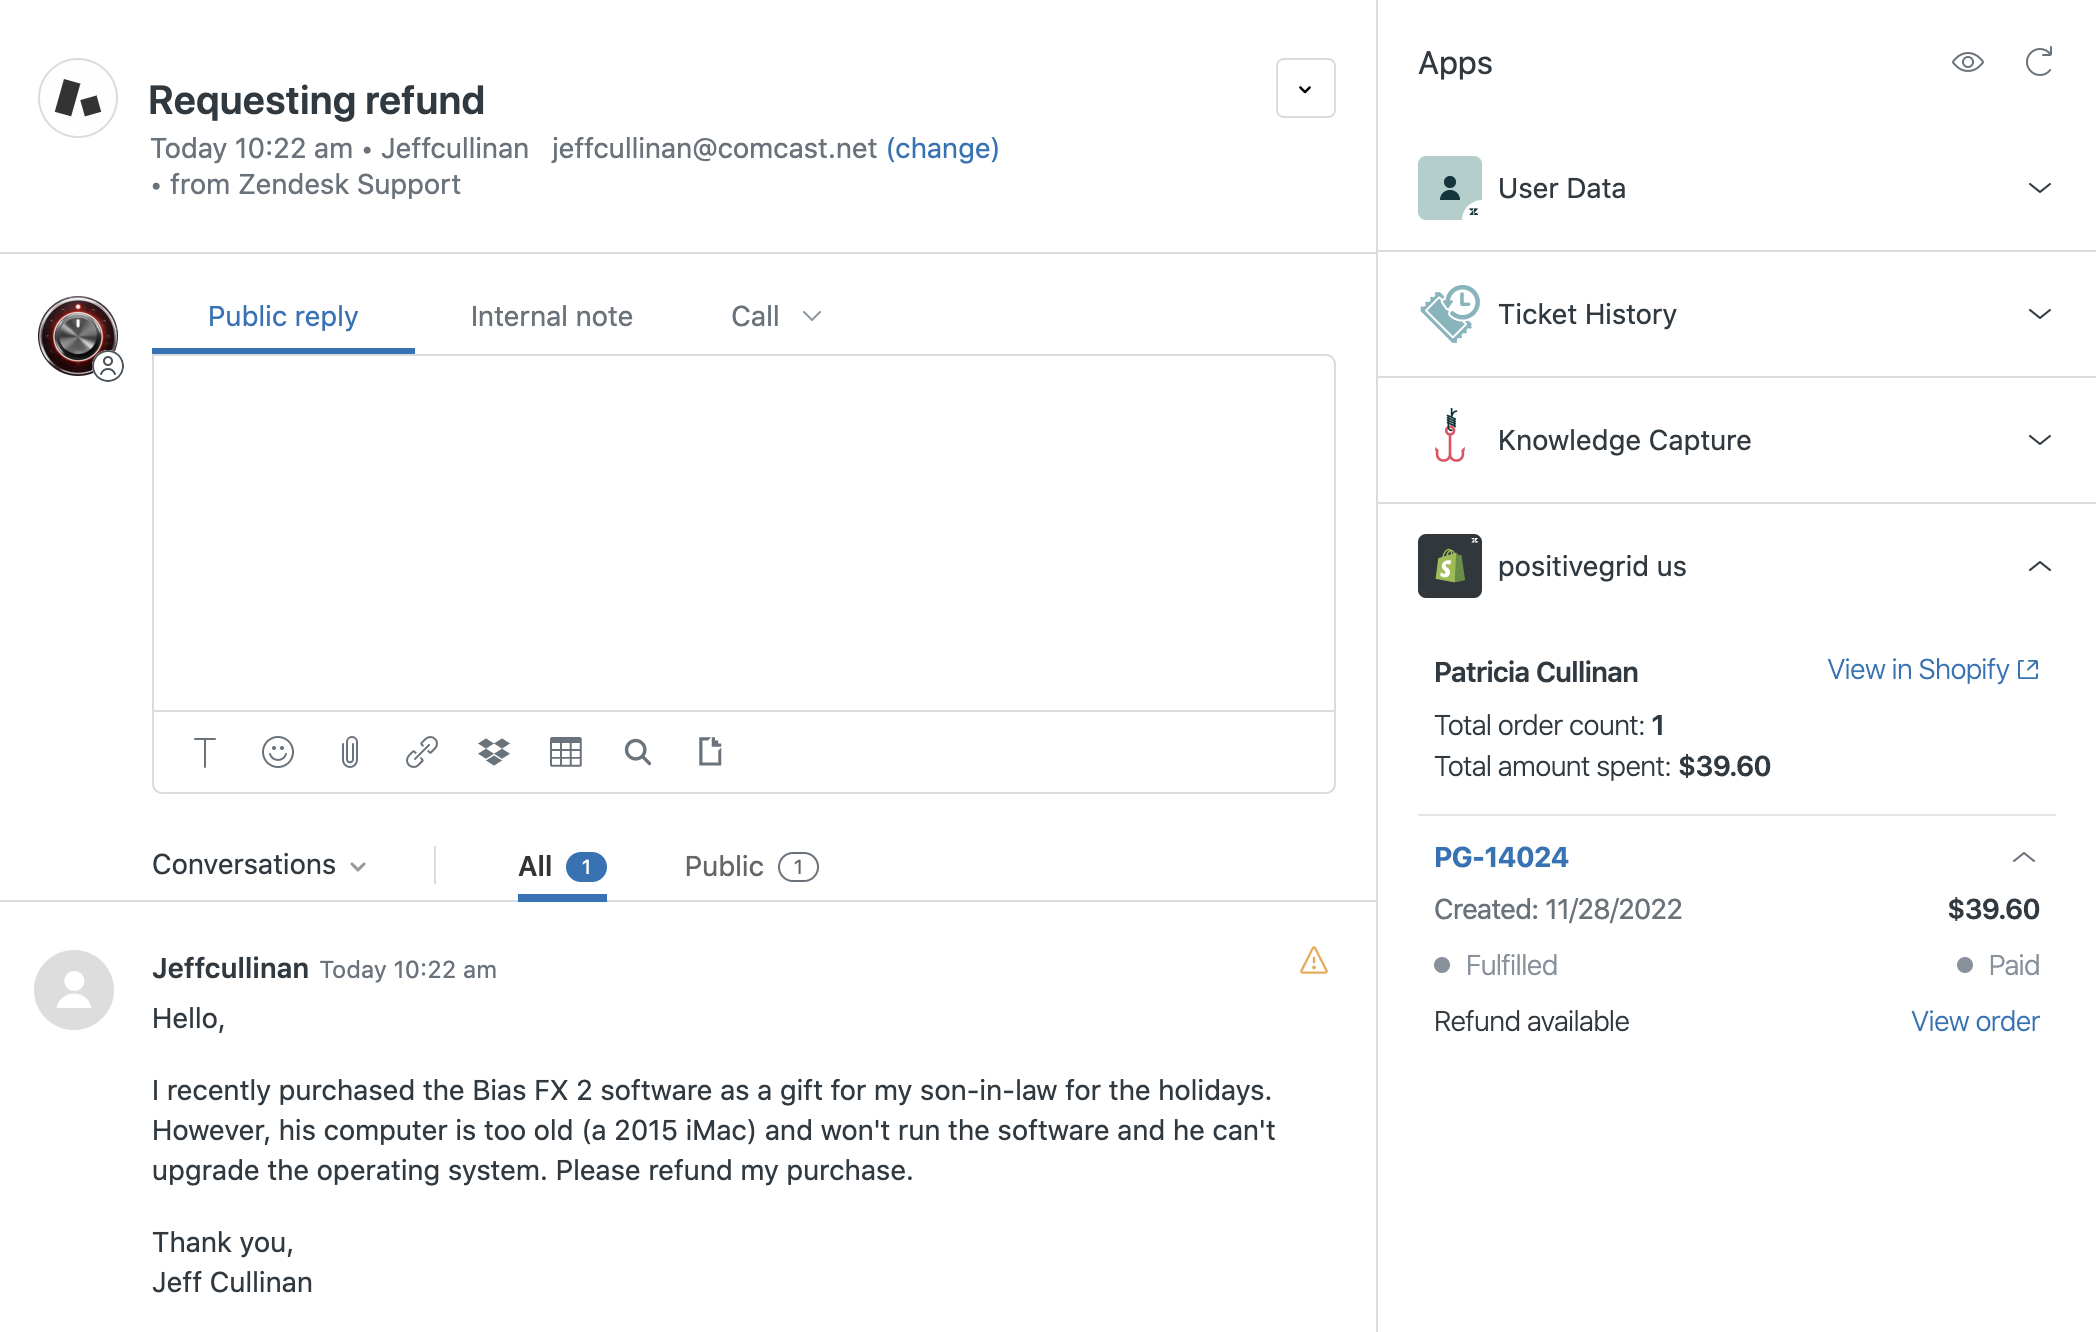 Requesting refund
Today 10:22 am • Jeffcullinan jeffcullinan@comcast.net (change)
• from Zendesk Support
Public reply
Internal note
Call
Conversations
All 1
Public 1
Jeffcullinan Today 10:22 am
Hello,
I recently purchased the Bias FX 2 software as a gift for my son-in-law for the holidays.
However, his computer is too old (a 2015 iMac) and won't run the software and he can't
upgrade the operating system. Please refund my purchase.
Thank you,
Jeff Cullinan
Apps
User Data
Ticket History
Knowledge Capture
positivegrid us
Patricia Cullinan
View in Shopify
Total order count: 1
Total amount spent: $39.60
PG-14024
Created: 11/28/2022
$39.60
Fulfilled
Paid
Refund available
View order